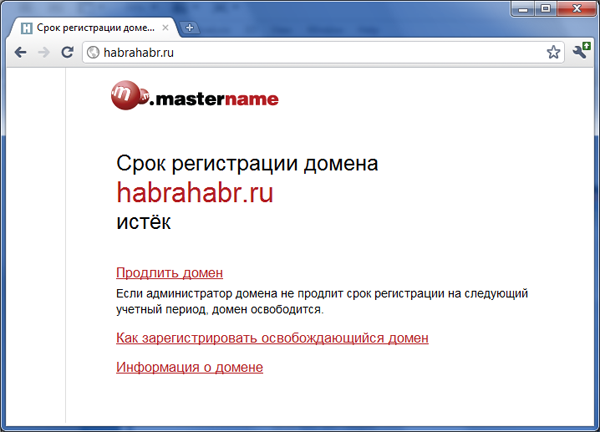 Срок регистрации доме...
habrahabr.ru
m
m
.mastername
Срок регистрации домена
habrahabr.ru
истёк
Продлить домен
Если администратор домена не продлит срок регистрации на следующий
учетный период, домен освободится.
Как зарегистрировать освобождающийся домен
Информация о домене